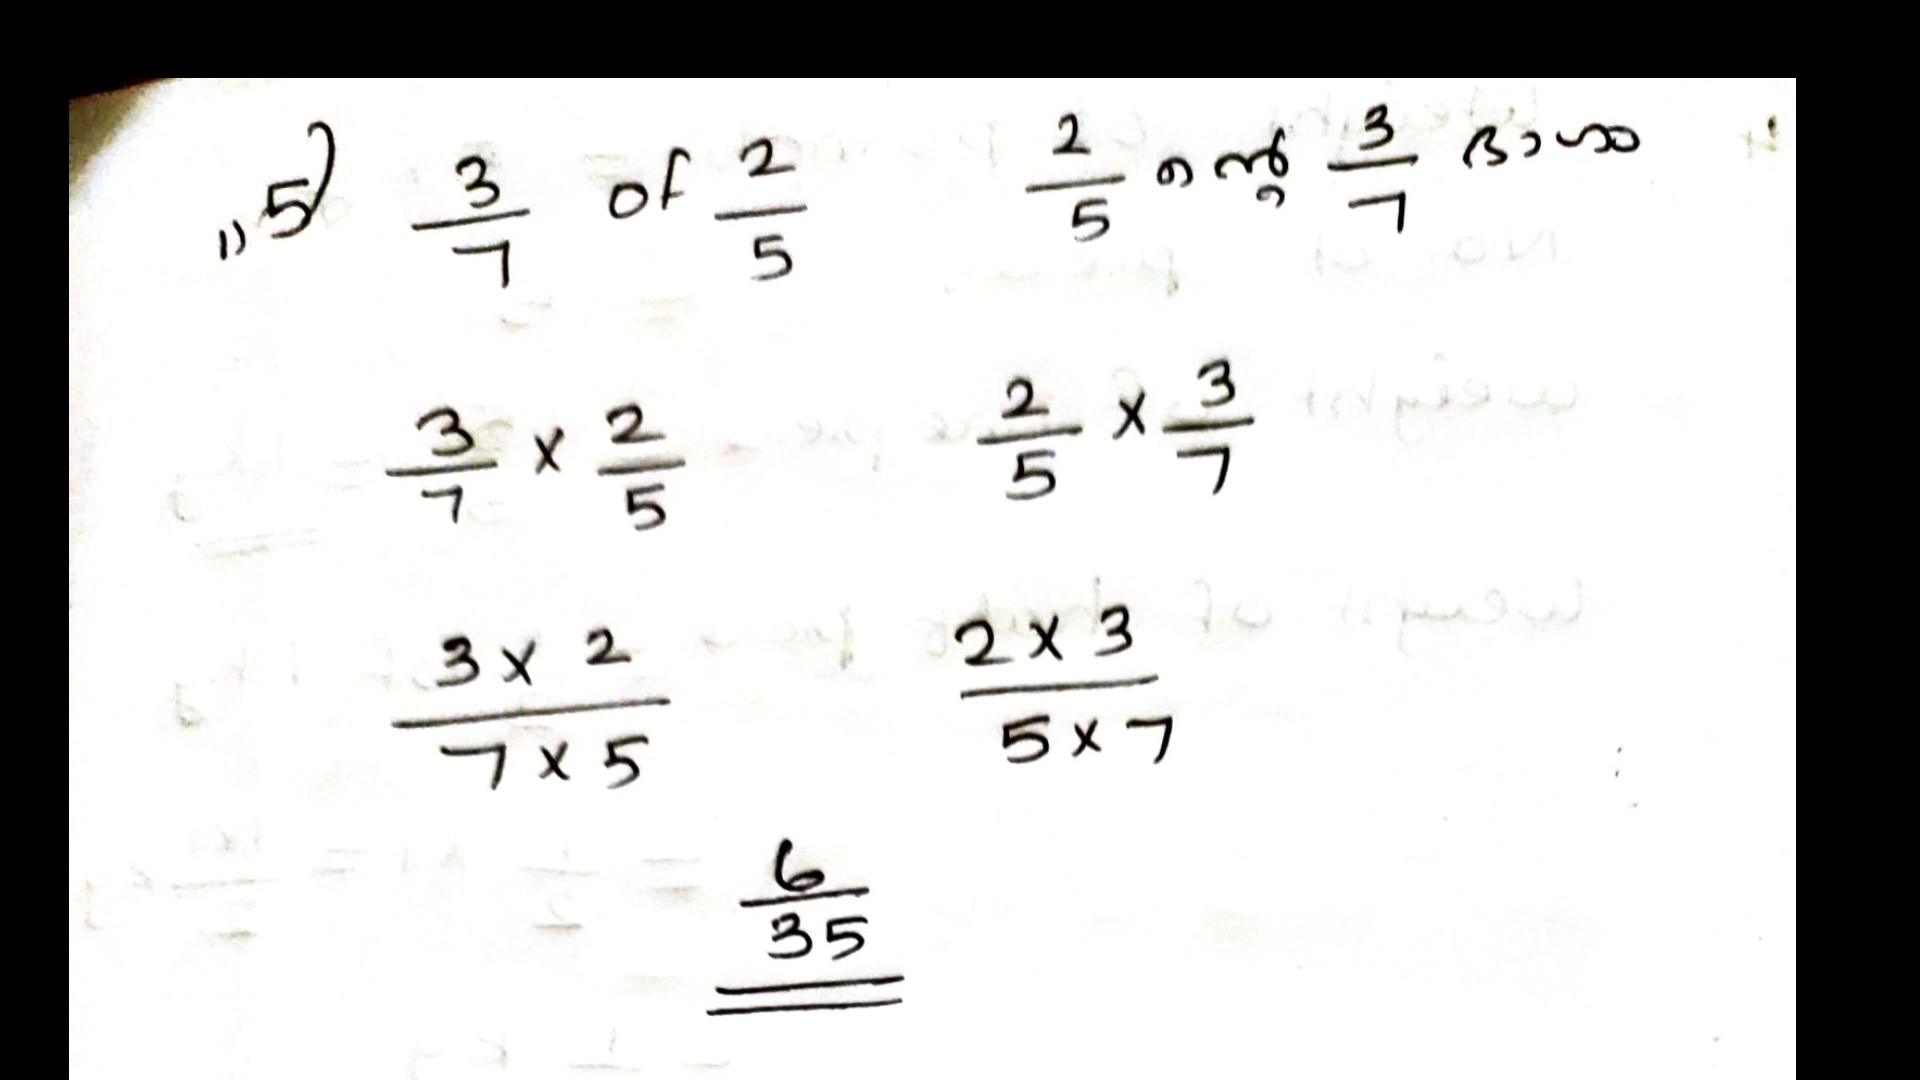 5) 3/7 of 2/5    2/5 ന്റെ 3/7 ഭാഗം
3/7 x 2/5    2/5 x 3/7
3 x 2 / 7 x 5    2 x 3 / 5 x 7
6/35